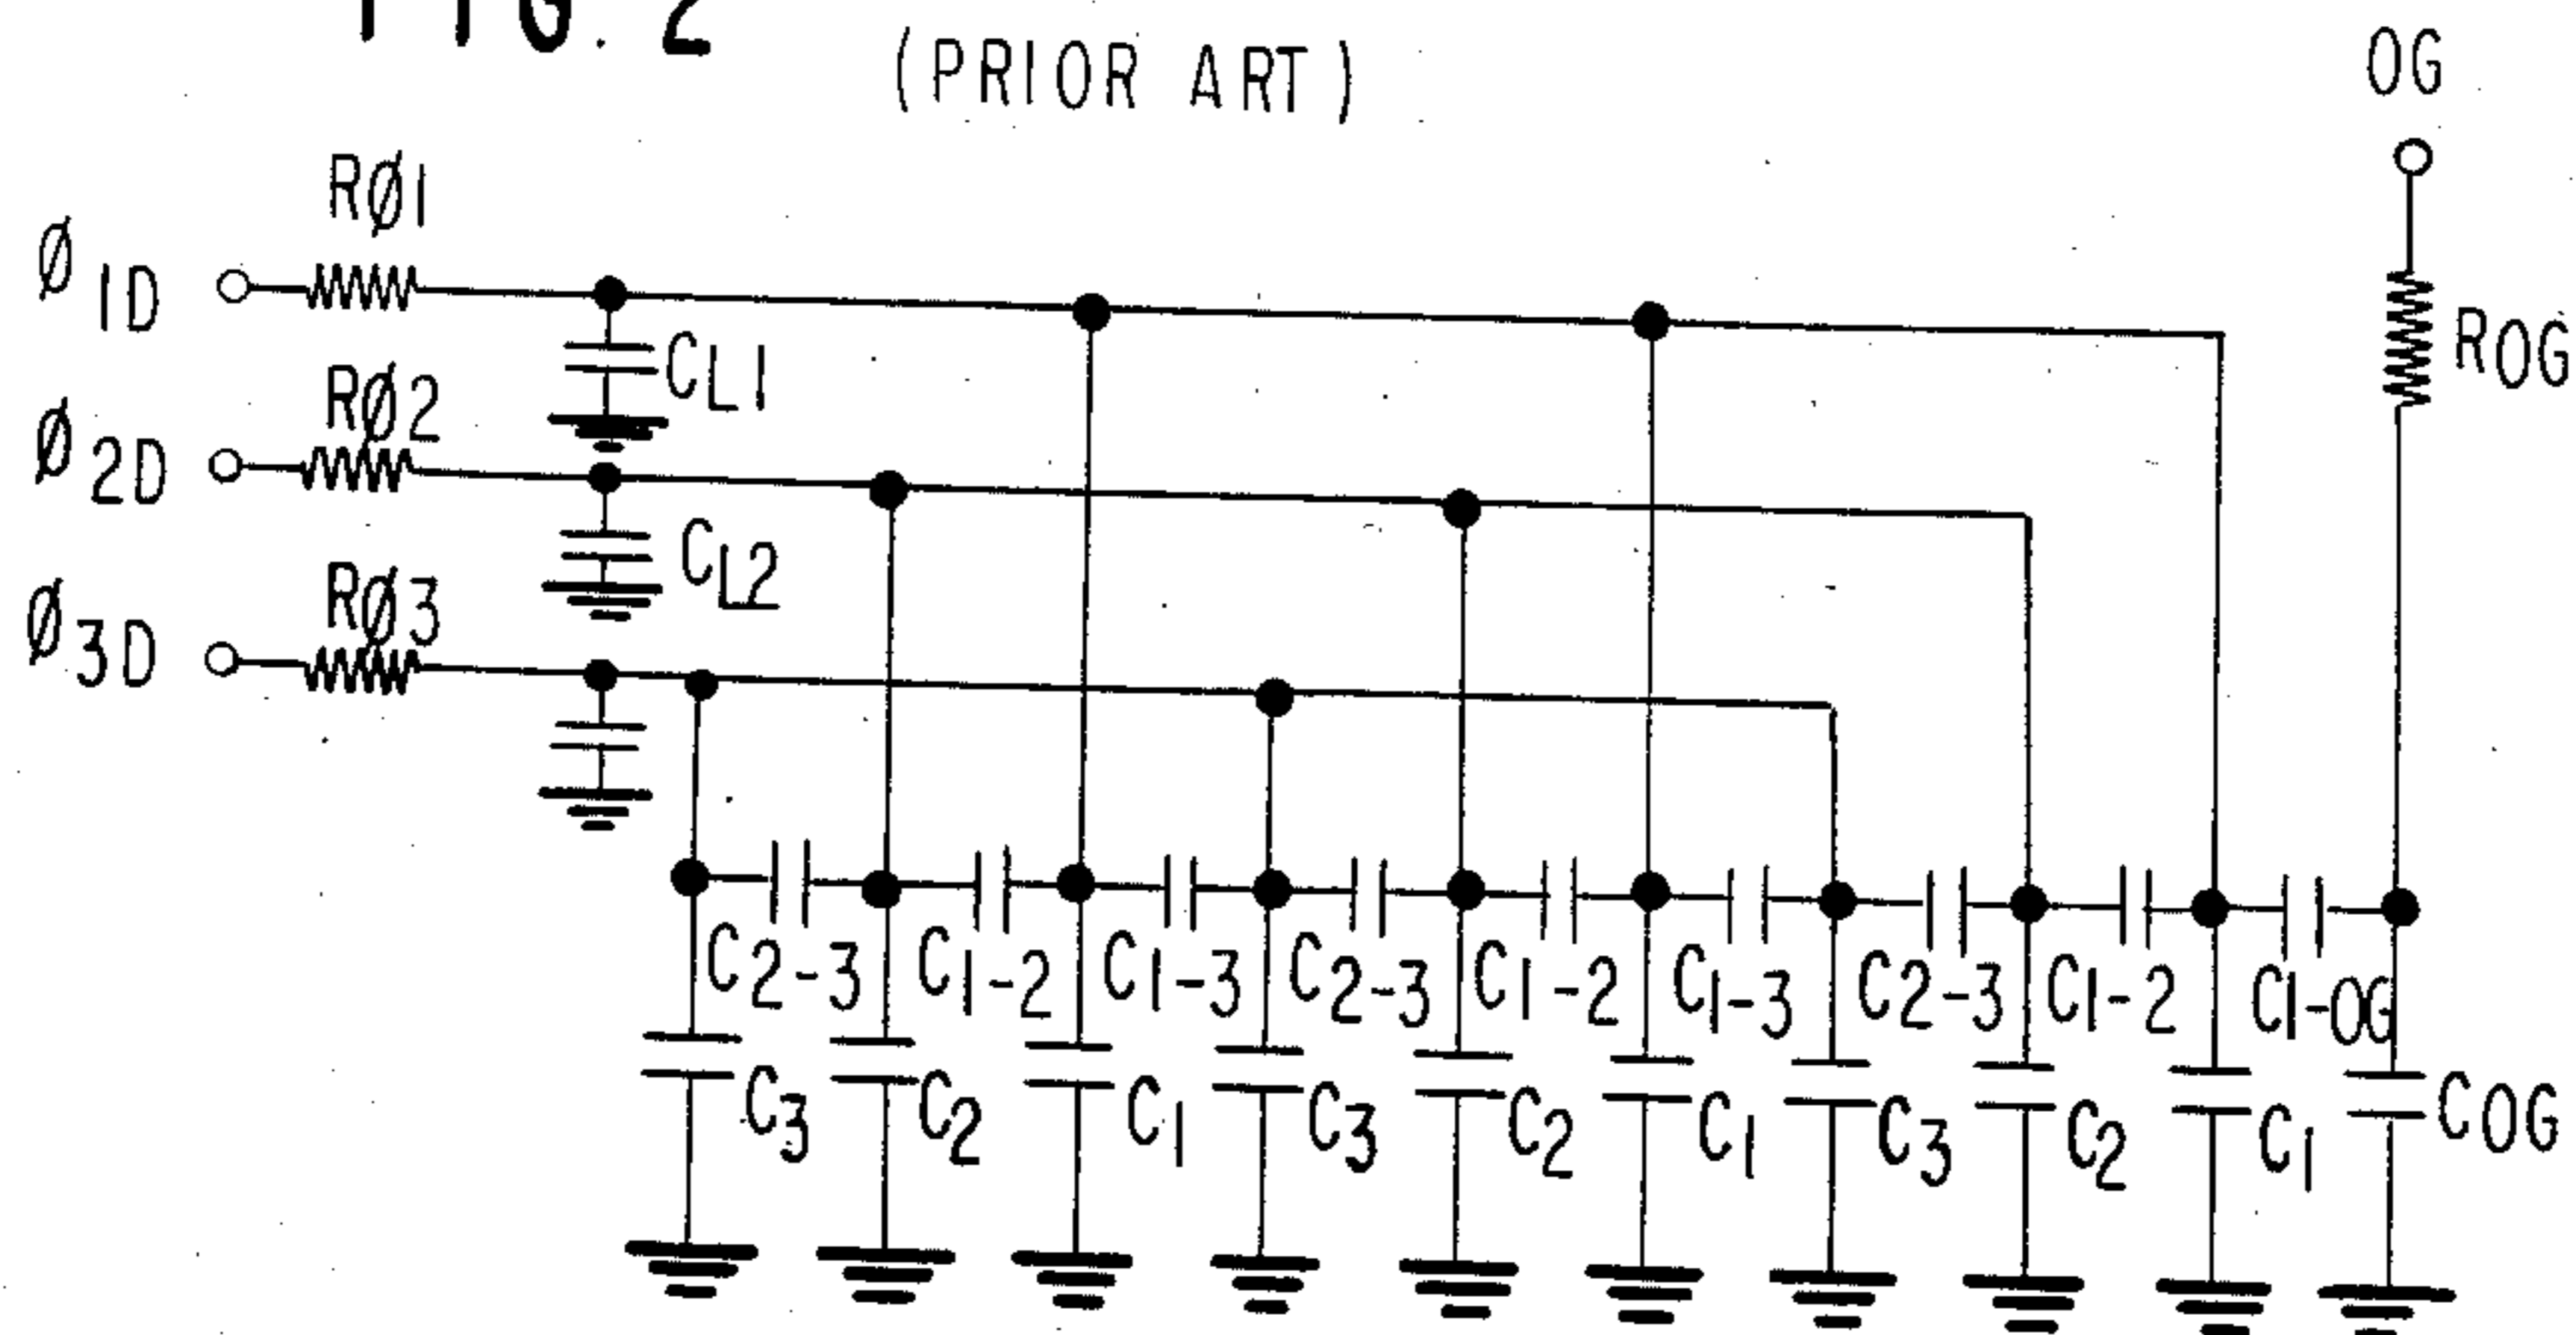 FIG. 2
(PRIOR ART)
OG
RØ1
Ø1D
ROG
CL1
RØ2
Ø2D
CL2
RØ3
Ø3D
C2-3 C1-2 C1-3 C2-3 C1-2 C1-3 C2-3 C1-2 C1-OG
C3 C2 C1 C3 C2 C1 C3 C2 C1 COG